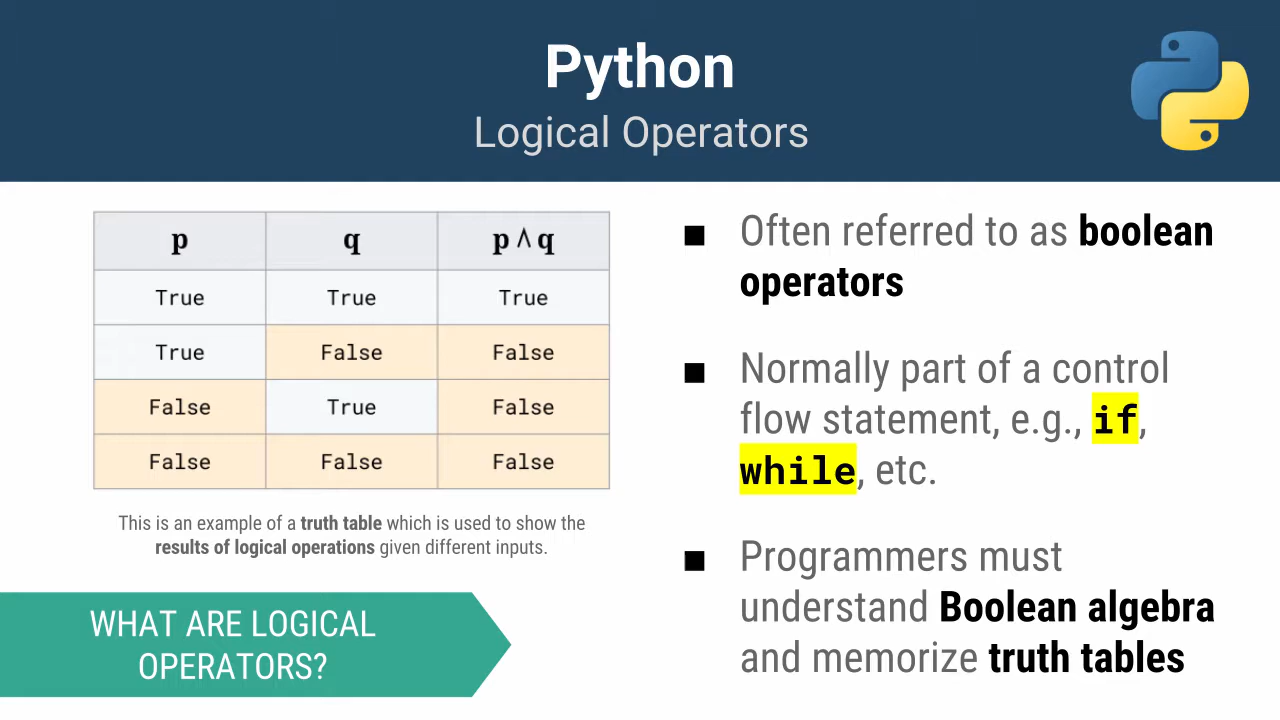 Python
Logical Operators
p q p ∧ q
True True True
True False False
False True False
False False False
This is an example of a truth table which is used to show the
results of logical operations given different inputs.
WHAT ARE LOGICAL
OPERATORS?
■ Often referred to as boolean
operators
■ Normally part of a control
flow statement, e.g., if,
while, etc.
■ Programmers must
understand Boolean algebra
and memorize truth tables